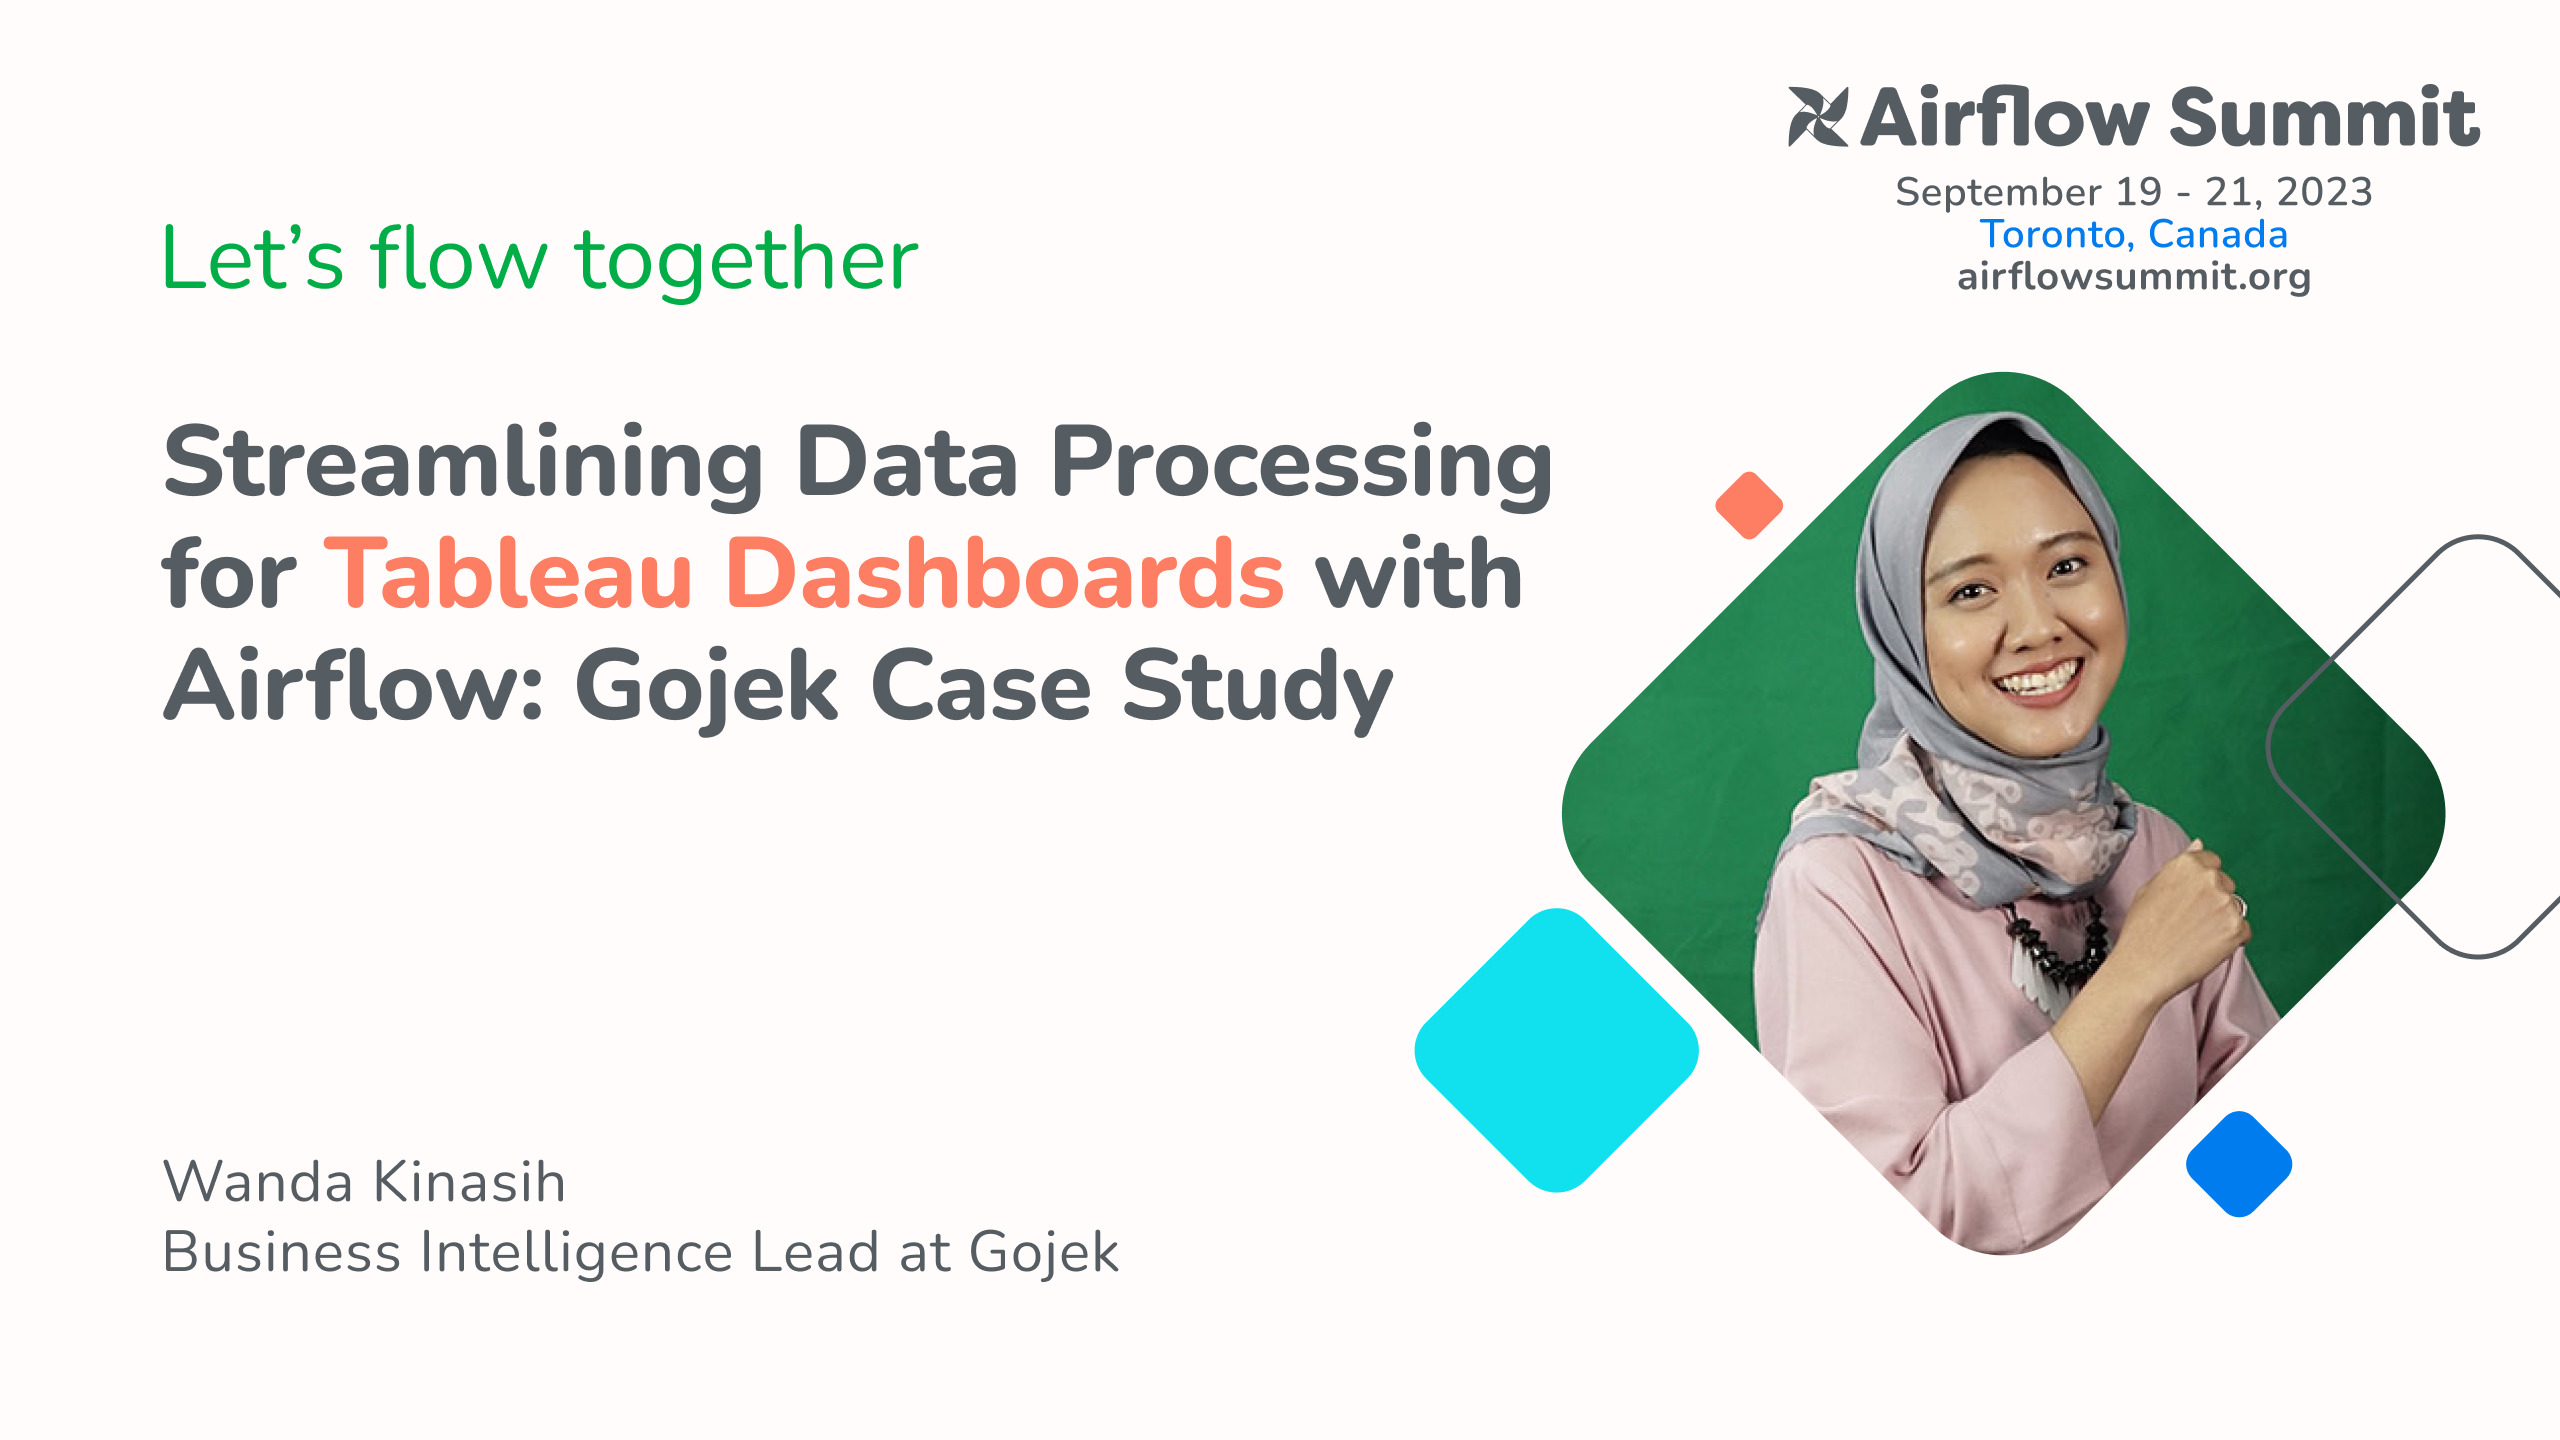 Airflow Summit
September 19 - 21, 2023
Toronto, Canada
airflowsummit.org
Let’s flow together
Streamlining Data Processing
for Tableau Dashboards with
Airflow: Gojek Case Study
Wanda Kinasih
Business Intelligence Lead at Gojek